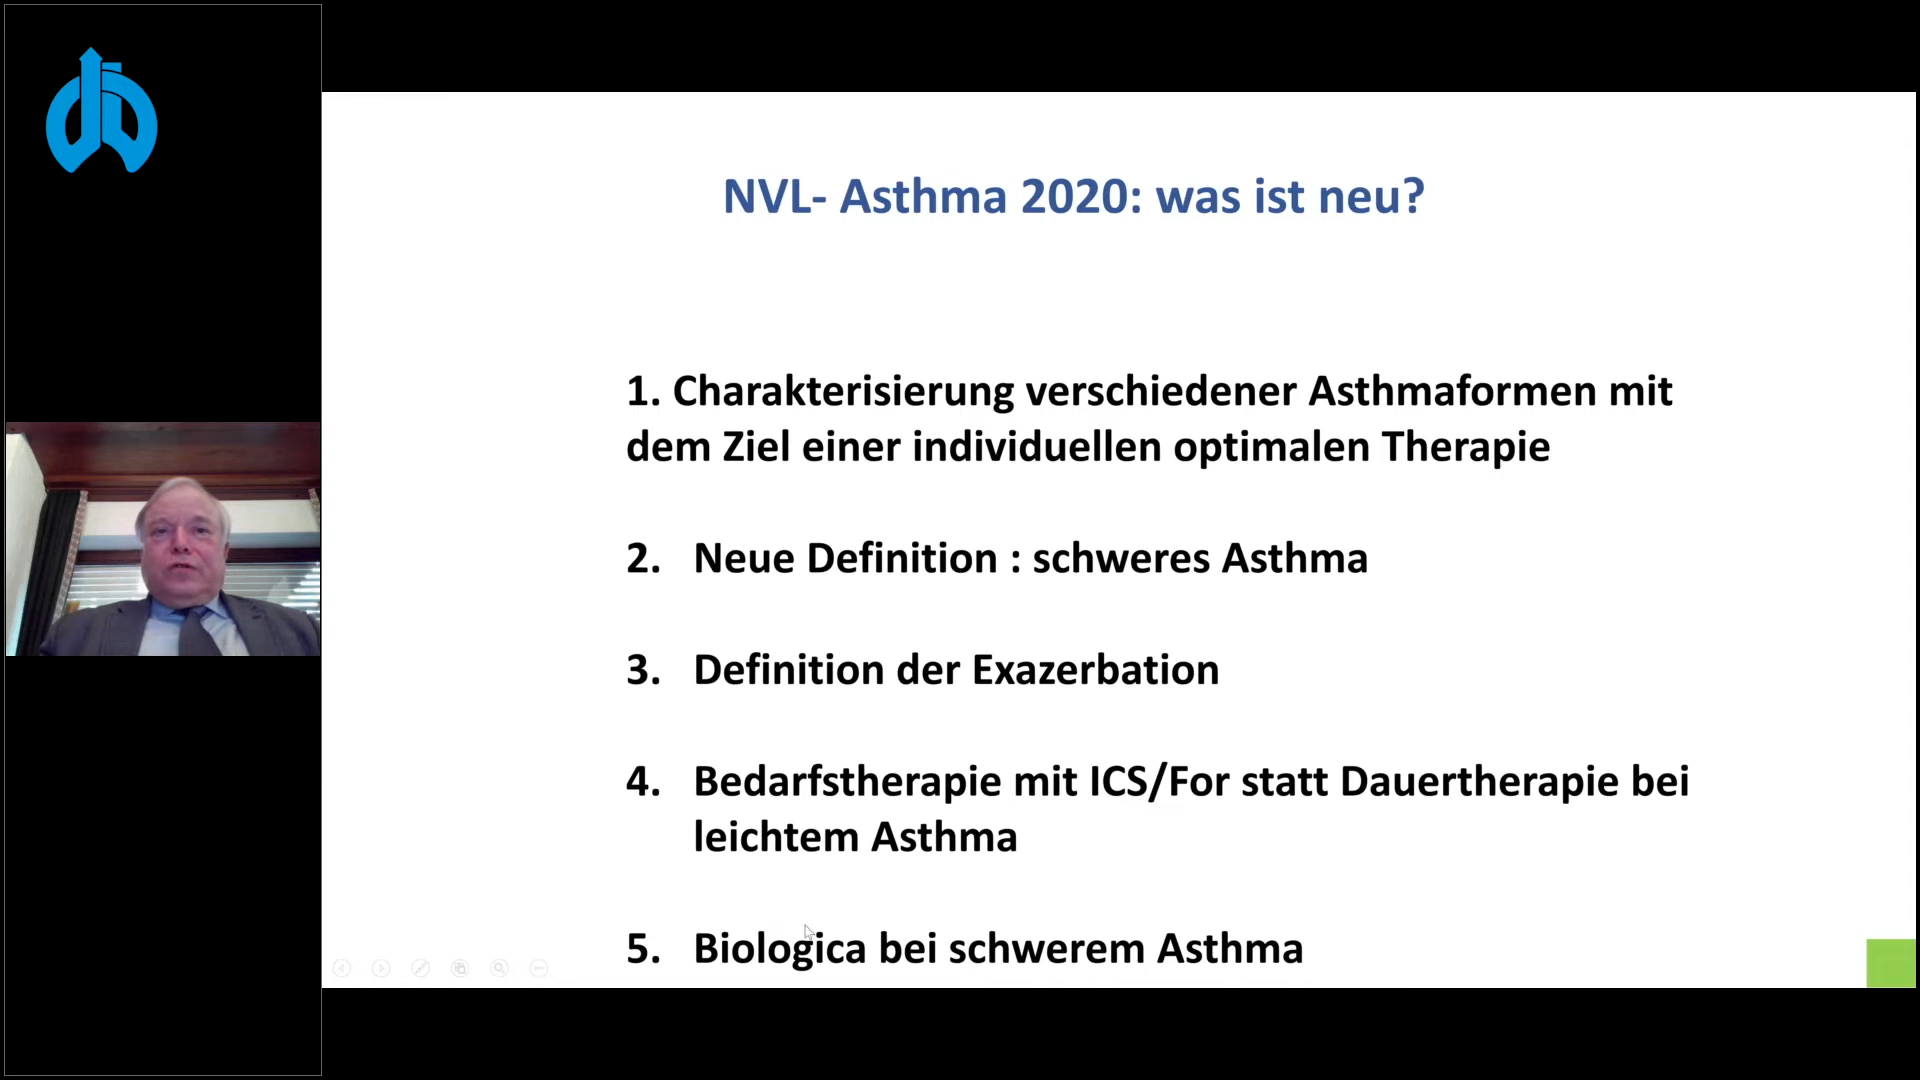 NVL- Asthma 2020: was ist neu?
1. Charakterisierung verschiedener Asthmaformen mit
dem Ziel einer individuellen optimalen Therapie
2. Neue Definition : schweres Asthma
3. Definition der Exazerbation
4. Bedarfstherapie mit ICS/For statt Dauertherapie bei
leichtem Asthma
5. Biologica bei schwerem Asthma